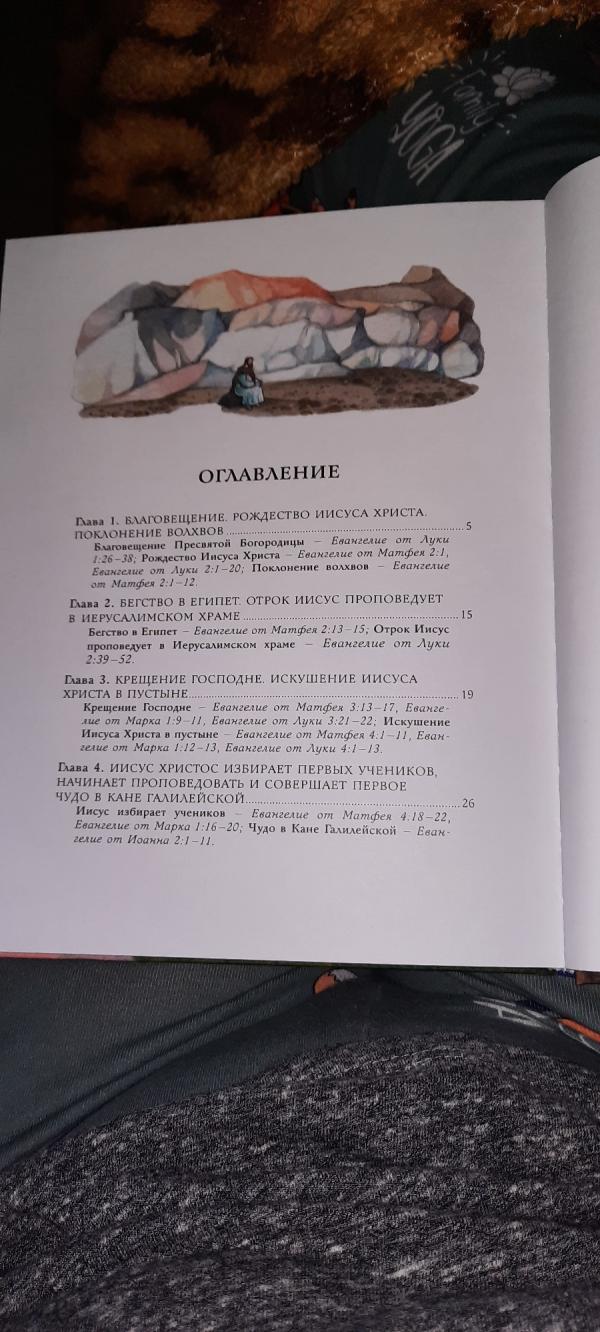 Family
YOGA
ОГЛАВЛЕНИЕ
Глава 1. БЛАГОВЕЩЕНИЕ. РОЖДЕСТВО ИИСУСА ХРИСТА.
ПОКЛОНЕНИЕ ВОЛХВОВ ........ 5
Благовещение Пресвятой Богородицы – Евангелие от Луки
1:26–38; Рождество Иисуса Христа – Евангелие от Матфея 2:1,
Евангелие от Луки 2:1–20; Поклонение волхвов – Евангелие
от Матфея 2:1–12.
Глава 2. БЕГСТВО В ЕГИПЕТ. ОТРОК ИИСУС ПРОПОВЕДУЕТ
В ИЕРУСАЛИМСКОМ ХРАМЕ ........ 15
Бегство в Египет – Евангелие от Матфея 2:13–15; Отрок Иисус
проповедует в Иерусалимском храме – Евангелие от Луки
2:39–52.
Глава 3. КРЕЩЕНИЕ ГОСПОДНЕ. ИСКУШЕНИЕ ИИСУСА
ХРИСТА В ПУСТЫНЕ ........ 19
Крещение Господне – Евангелие от Матфея 3:13–17, Еванге-
лие от Марка 1:9–11, Евангелие от Луки 3:21–22; Искушение
Иисуса Христа в пустыне – Евангелие от Матфея 4:1–11, Еван-
гелие от Марка 1:12–13, Евангелие от Луки 4:1–13.
Глава 4. ИИСУС ХРИСТОС ИЗБИРАЕТ ПЕРВЫХ УЧЕНИКОВ,
НАЧИНАЕТ ПРОПОВЕДОВАТЬ И СОВЕРШАЕТ ПЕРВОЕ
ЧУДО В КАНЕ ГАЛИЛЕЙСКОЙ ........ 26
Иисус избирает учеников – Евангелие от Матфея 4:18–22,
Евангелие от Марка 1:16–20; Чудо в Кане Галилейской – Еван-
гелие от Иоанна 2:1–11.